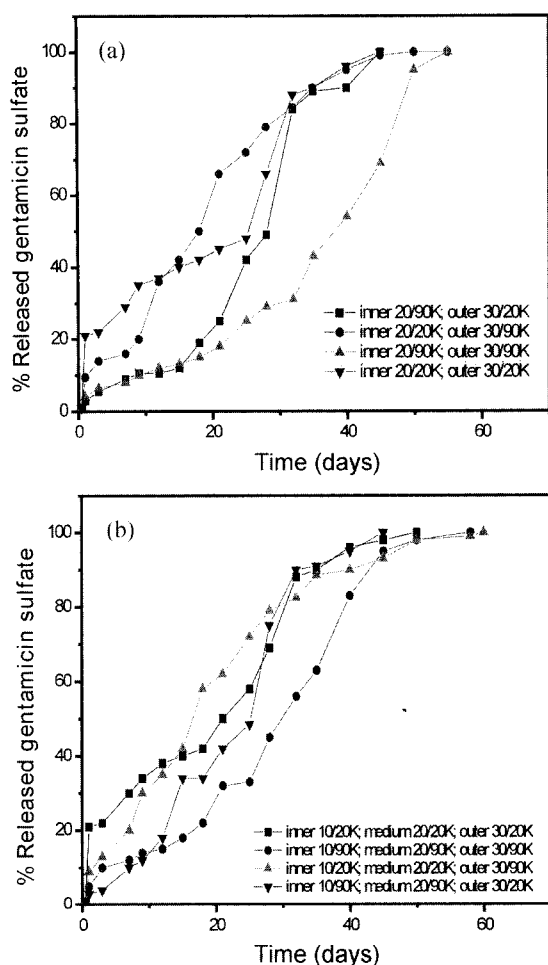 (a)
100
80
60
40
20
0
% Released gentamicin sulfate
inner 20/90K; outer 30/20K
inner 20/20K; outer 30/90K
inner 20/90K; outer 30/90K
inner 20/20K; outer 30/20K
0 20 40 60
Time (days)
(b)
100
80
60
40
20
0
% Released gentamicin sulfate
inner 10/20K; medium 20/20K; outer 30/20K
inner 10/90K; medium 20/90K; outer 30/90K
inner 10/20K; medium 20/20K; outer 30/90K
inner 10/90K; medium 20/90K; outer 30/20K
0 20 40 60
Time (days)